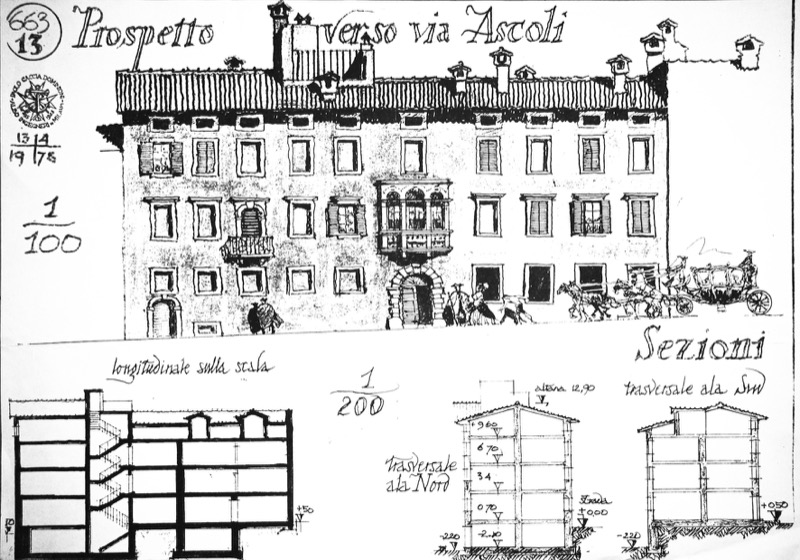 663
13
Prospetto verso via Ascoli
13 4
19 78
1
100
Sezioni
longitudinale sulla scala
1
200
altana 12,90
trasversale ala Sud
+ 9.60
6.70
trasversale
ala Nord
3.4
0.70
Strada
±0,00
-2.20
-2.20
+50
+0.50